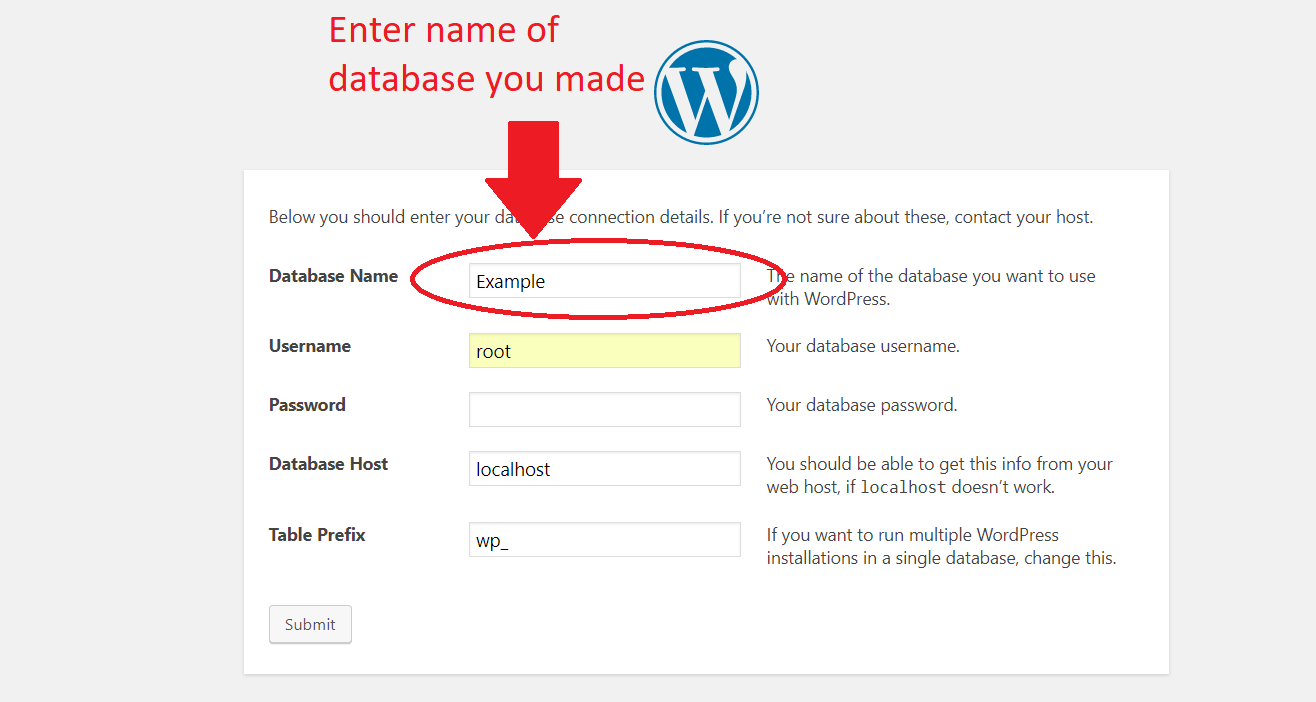 Enter name of
database you made
Below you should enter your da se connection details. If you’re not sure about these, contact your host.
Database Name
Example
The name of the database you want to use
with WordPress.
Username
root
Your database username.
Password
Your database password.
Database Host
localhost
You should be able to get this info from your
web host, if localhost doesn’t work.
Table Prefix
wp_
If you want to run multiple WordPress
installations in a single database, change this.
Submit